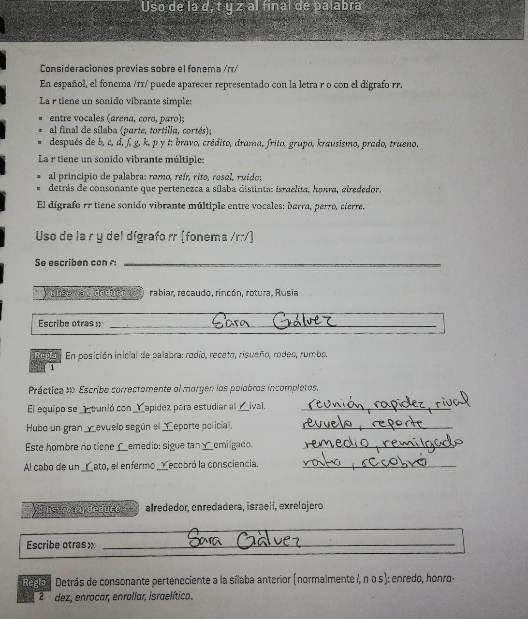 Uso de la d, t y z al final de palabra
Consideraciones previas sobre el fonema /rr/
En español, el fonema /rr/ puede aparecer representado con la letra r o con el dígrafo rr.
La r tiene un sonido vibrante simple:
▪ entre vocales (arena, coro, paro);
▪ al final de sílaba (parte, tortilla, cortés);
▪ después de b, c, d, f, g, k, p y t: bravo, crédito, drama, frito, grupo, krausismo, prado, trueno.
La r tiene un sonido vibrante múltiple:
▪ al principio de palabra: ramo, reír, rito, rosal, ruido;
▪ detrás de consonante que pertenezca a sílaba distinta: israelita, honra, alrededor.
El dígrafo rr tiene sonido vibrante múltiple entre vocales: barra, perro, cierre.
Uso de la r y del dígrafo rr [fonema /r:/]
Se escriben con r:
Observa y deduce rabiar, recaudo, rincón, rotura, Rusia
Escribe otras »: Sara Gálvez
Regla 1 En posición inicial de palabra: radio, receta, risueño, rodeo, rumbo.
Práctica »» Escribe correctamente al margen las palabras incompletas.
El equipo se r eunió con r apidez para estudiar al r ival. reunión, rapidez, rival
Hubo un gran r evuelo según el r eporte policial. revuelo, reporte
Este hombre no tiene r emedio: sigue tan r emilgado. remedio, remilgado
Al cabo de un r ato, el enfermo r ecobró la consciencia. rato, recobró
Observa y deduce alrededor, enredadera, israelí, exrelojero
Escribe otras »: Sara Gálvez
Regla 2 Detrás de consonante perteneciente a la sílaba anterior (normalmente l, n o s): enredo, honra-
dez, enrocar, enrollar, israelítico.